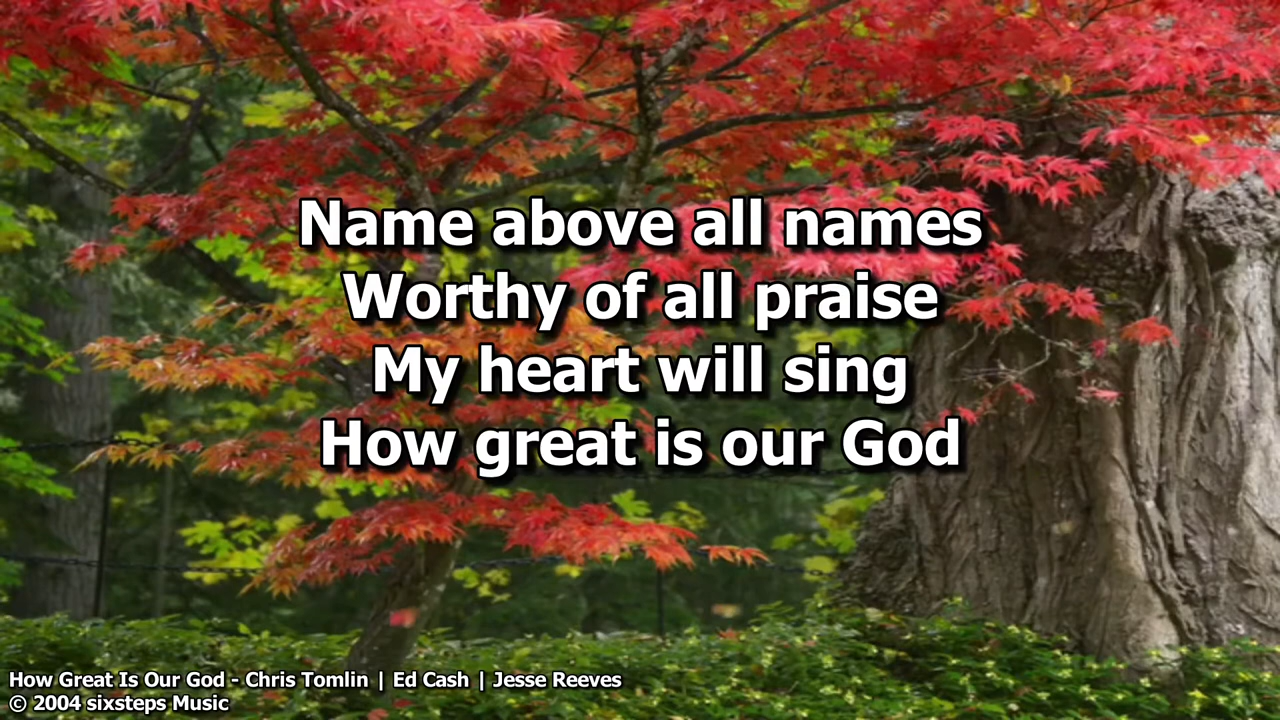 Name above all names
Worthy of all praise
My heart will sing
How great is our God
How Great Is Our God - Chris Tomlin | Ed Cash | Jesse Reeves
© 2004 sixsteps Music